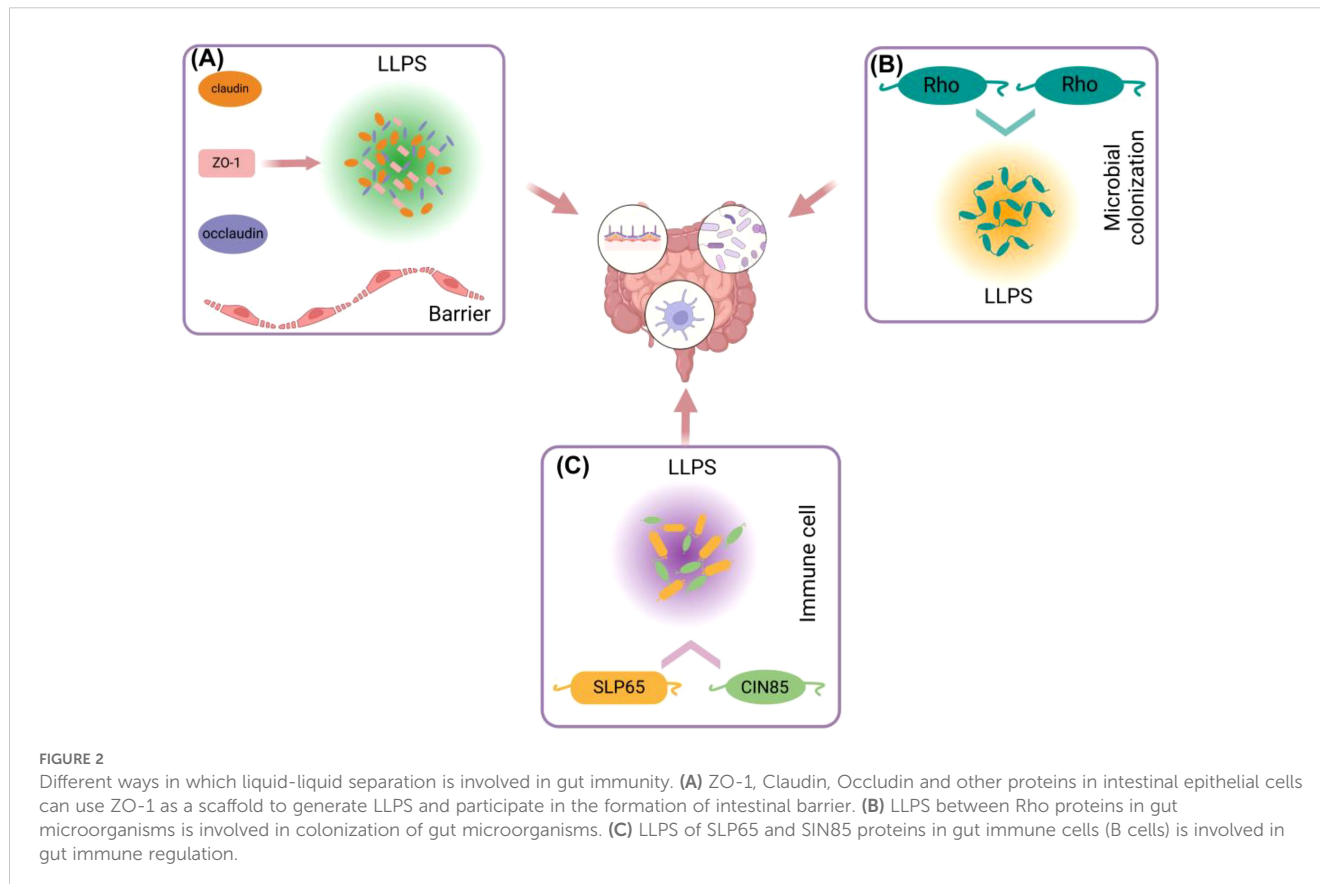 (A)
LLPS
claudin
ZO-1
occlaudin
Barrier
(B)
Rho
Rho
Microbial
colonization
LLPS
(C)
LLPS
Immune cell
SLP65
CIN85
FIGURE 2
Different ways in which liquid-liquid separation is involved in gut immunity. (A) ZO-1, Claudin, Occludin and other proteins in intestinal epithelial cells
can use ZO-1 as a scaffold to generate LLPS and participate in the formation of intestinal barrier. (B) LLPS between Rho proteins in gut
microorganisms is involved in colonization of gut microorganisms. (C) LLPS of SLP65 and SIN85 proteins in gut immune cells (B cells) is involved in
gut immune regulation.